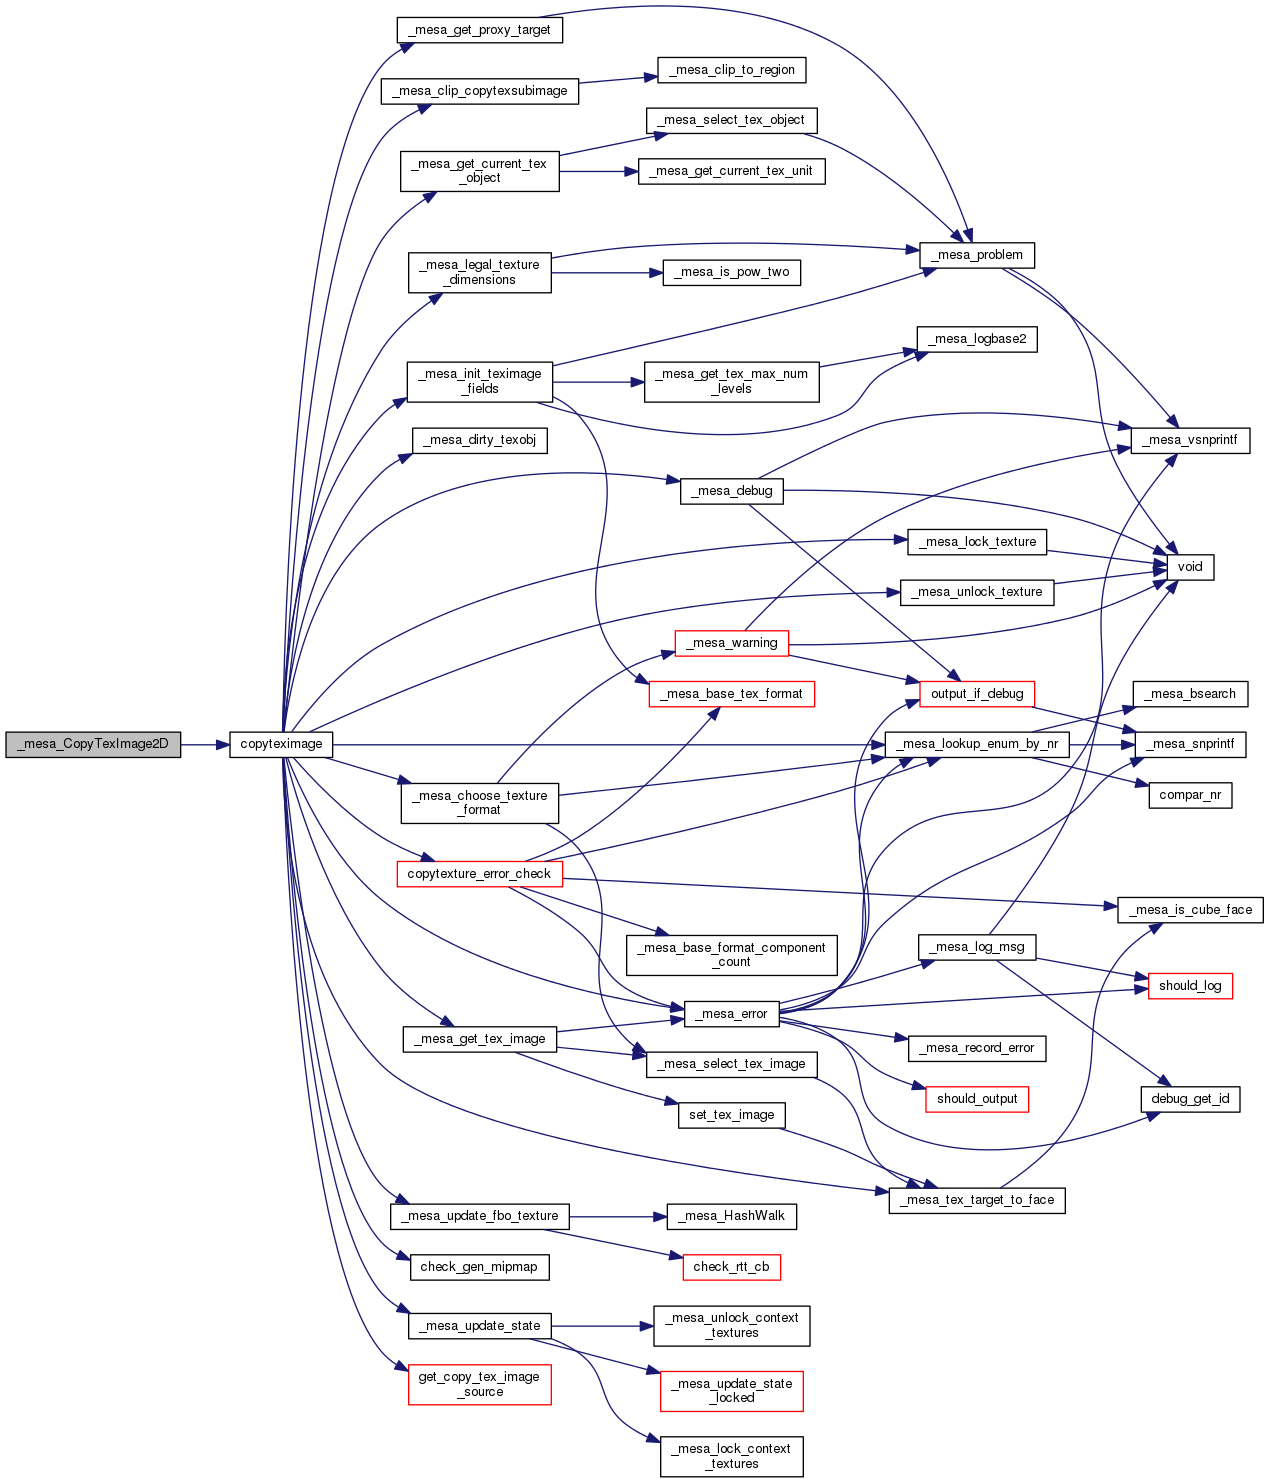 _mesa_get_proxy_target
_mesa_clip_to_region
_mesa_clip_copytexsubimage
_mesa_select_tex_object
_mesa_get_current_tex
_object
_mesa_get_current_tex_unit
_mesa_problem
_mesa_legal_texture
_dimensions
_mesa_is_pow_two
_mesa_logbase2
_mesa_init_teximage
_fields
_mesa_get_tex_max_num
_levels
_mesa_dirty_texobj
_mesa_vsnprintf
_mesa_debug
_mesa_lock_texture
void
_mesa_unlock_texture
_mesa_warning
_mesa_base_tex_format
output_if_debug
_mesa_bsearch
_mesa_CopyTexImage2D
copyteximage
_mesa_lookup_enum_by_nr
_mesa_snprintf
_mesa_choose_texture
_format
compar_nr
copytexture_error_check
_mesa_is_cube_face
_mesa_base_format_component
_count
_mesa_log_msg
should_log
_mesa_error
_mesa_get_tex_image
_mesa_record_error
_mesa_select_tex_image
should_output
debug_get_id
set_tex_image
_mesa_tex_target_to_face
_mesa_update_fbo_texture
_mesa_HashWalk
check_gen_mipmap
check_rtt_cb
_mesa_update_state
_mesa_unlock_context
_textures
get_copy_tex_image
_source
_mesa_update_state
_locked
_mesa_lock_context
_textures